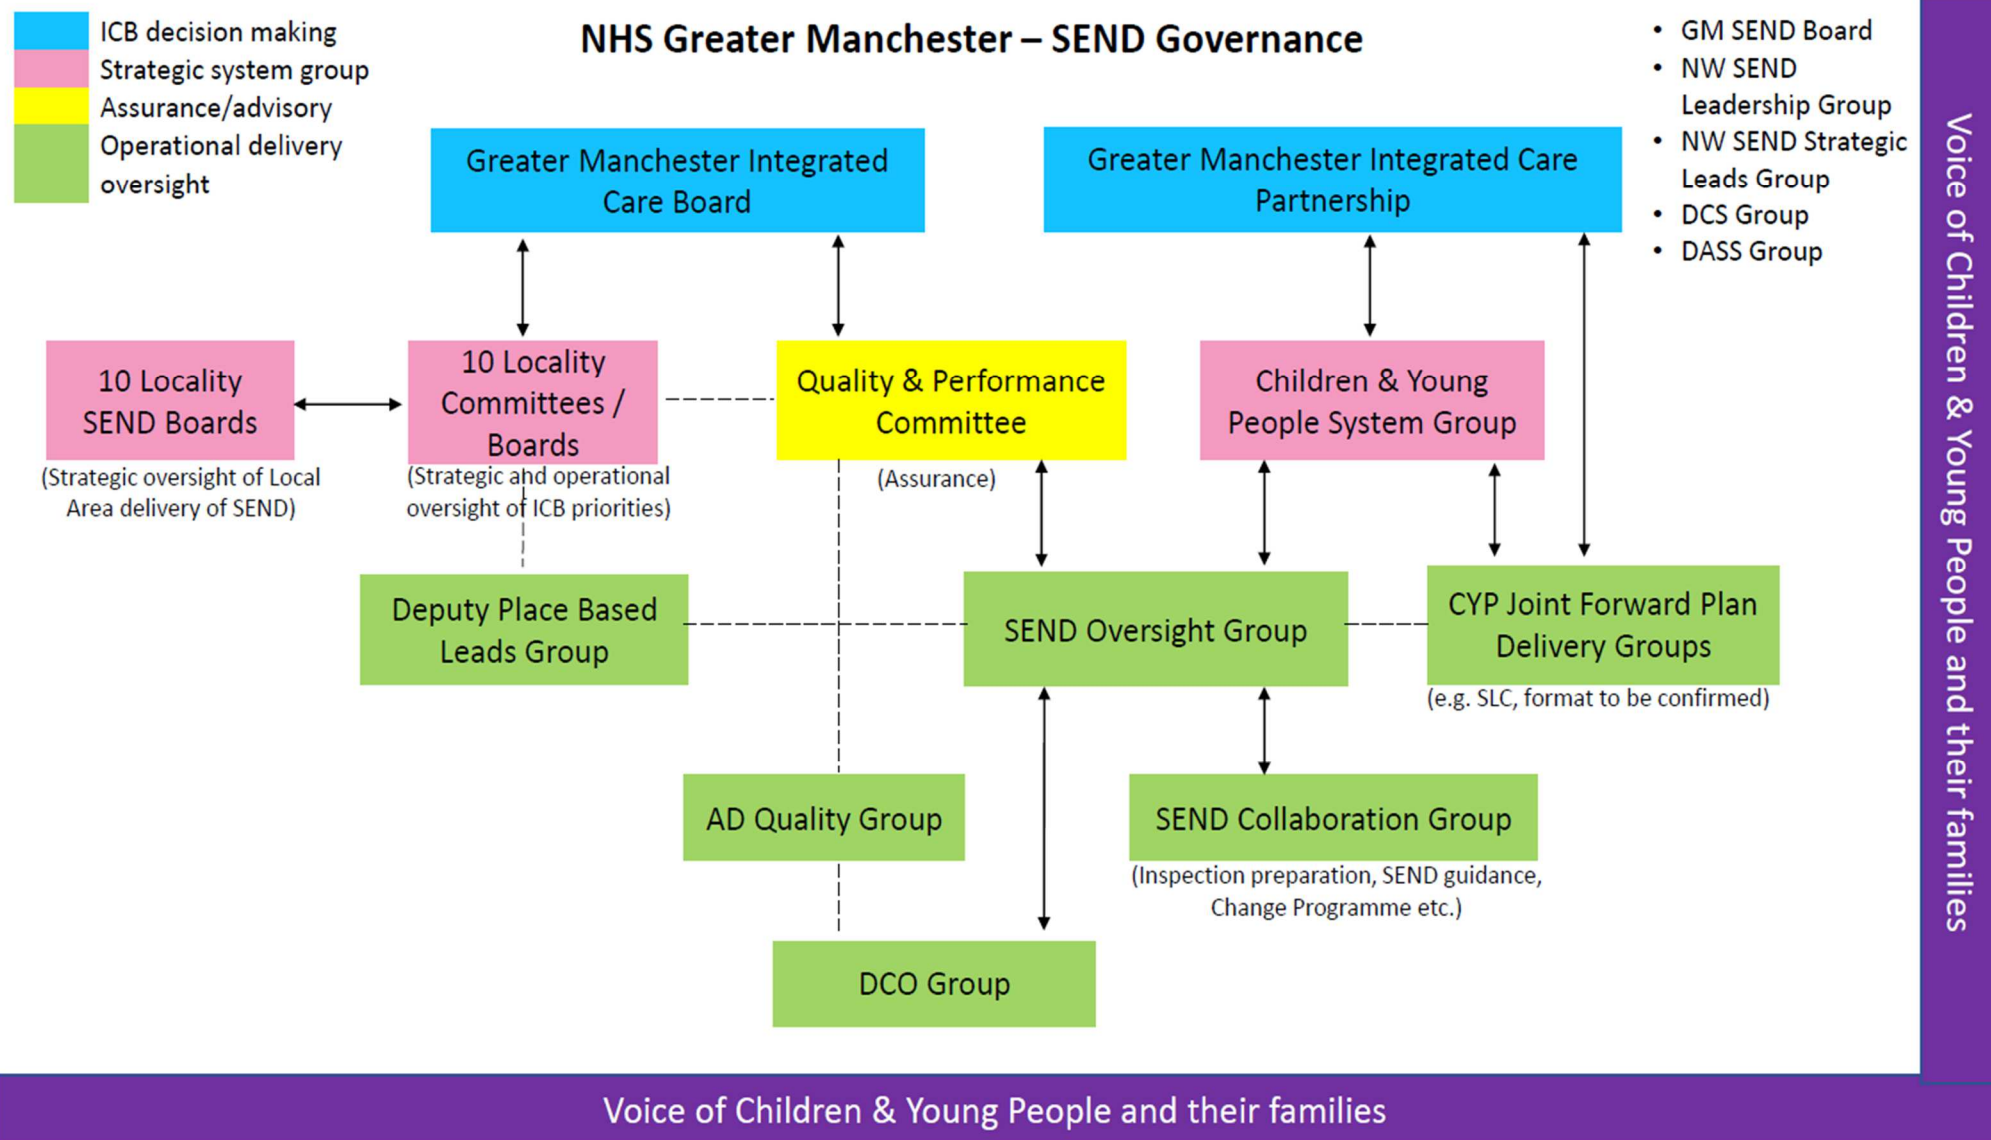 ICB decision making
Strategic system group
Assurance/advisory
Operational delivery
oversight
NHS Greater Manchester – SEND Governance
• GM SEND Board
• NW SEND
Leadership Group
• NW SEND Strategic
Leads Group
• DCS Group
• DASS Group
Greater Manchester Integrated
Care Board
Greater Manchester Integrated Care
Partnership
10 Locality
SEND Boards
(Strategic oversight of Local
Area delivery of SEND)
10 Locality
Committees /
Boards
(Strategic and operational
oversight of ICB priorities)
Quality & Performance
Committee
(Assurance)
Children & Young
People System Group
Deputy Place Based
Leads Group
SEND Oversight Group
CYP Joint Forward Plan
Delivery Groups
(e.g. SLC, format to be confirmed)
AD Quality Group
SEND Collaboration Group
(Inspection preparation, SEND guidance,
Change Programme etc.)
DCO Group
Voice of Children & Young People and their families
Voice of Children & Young People and their families